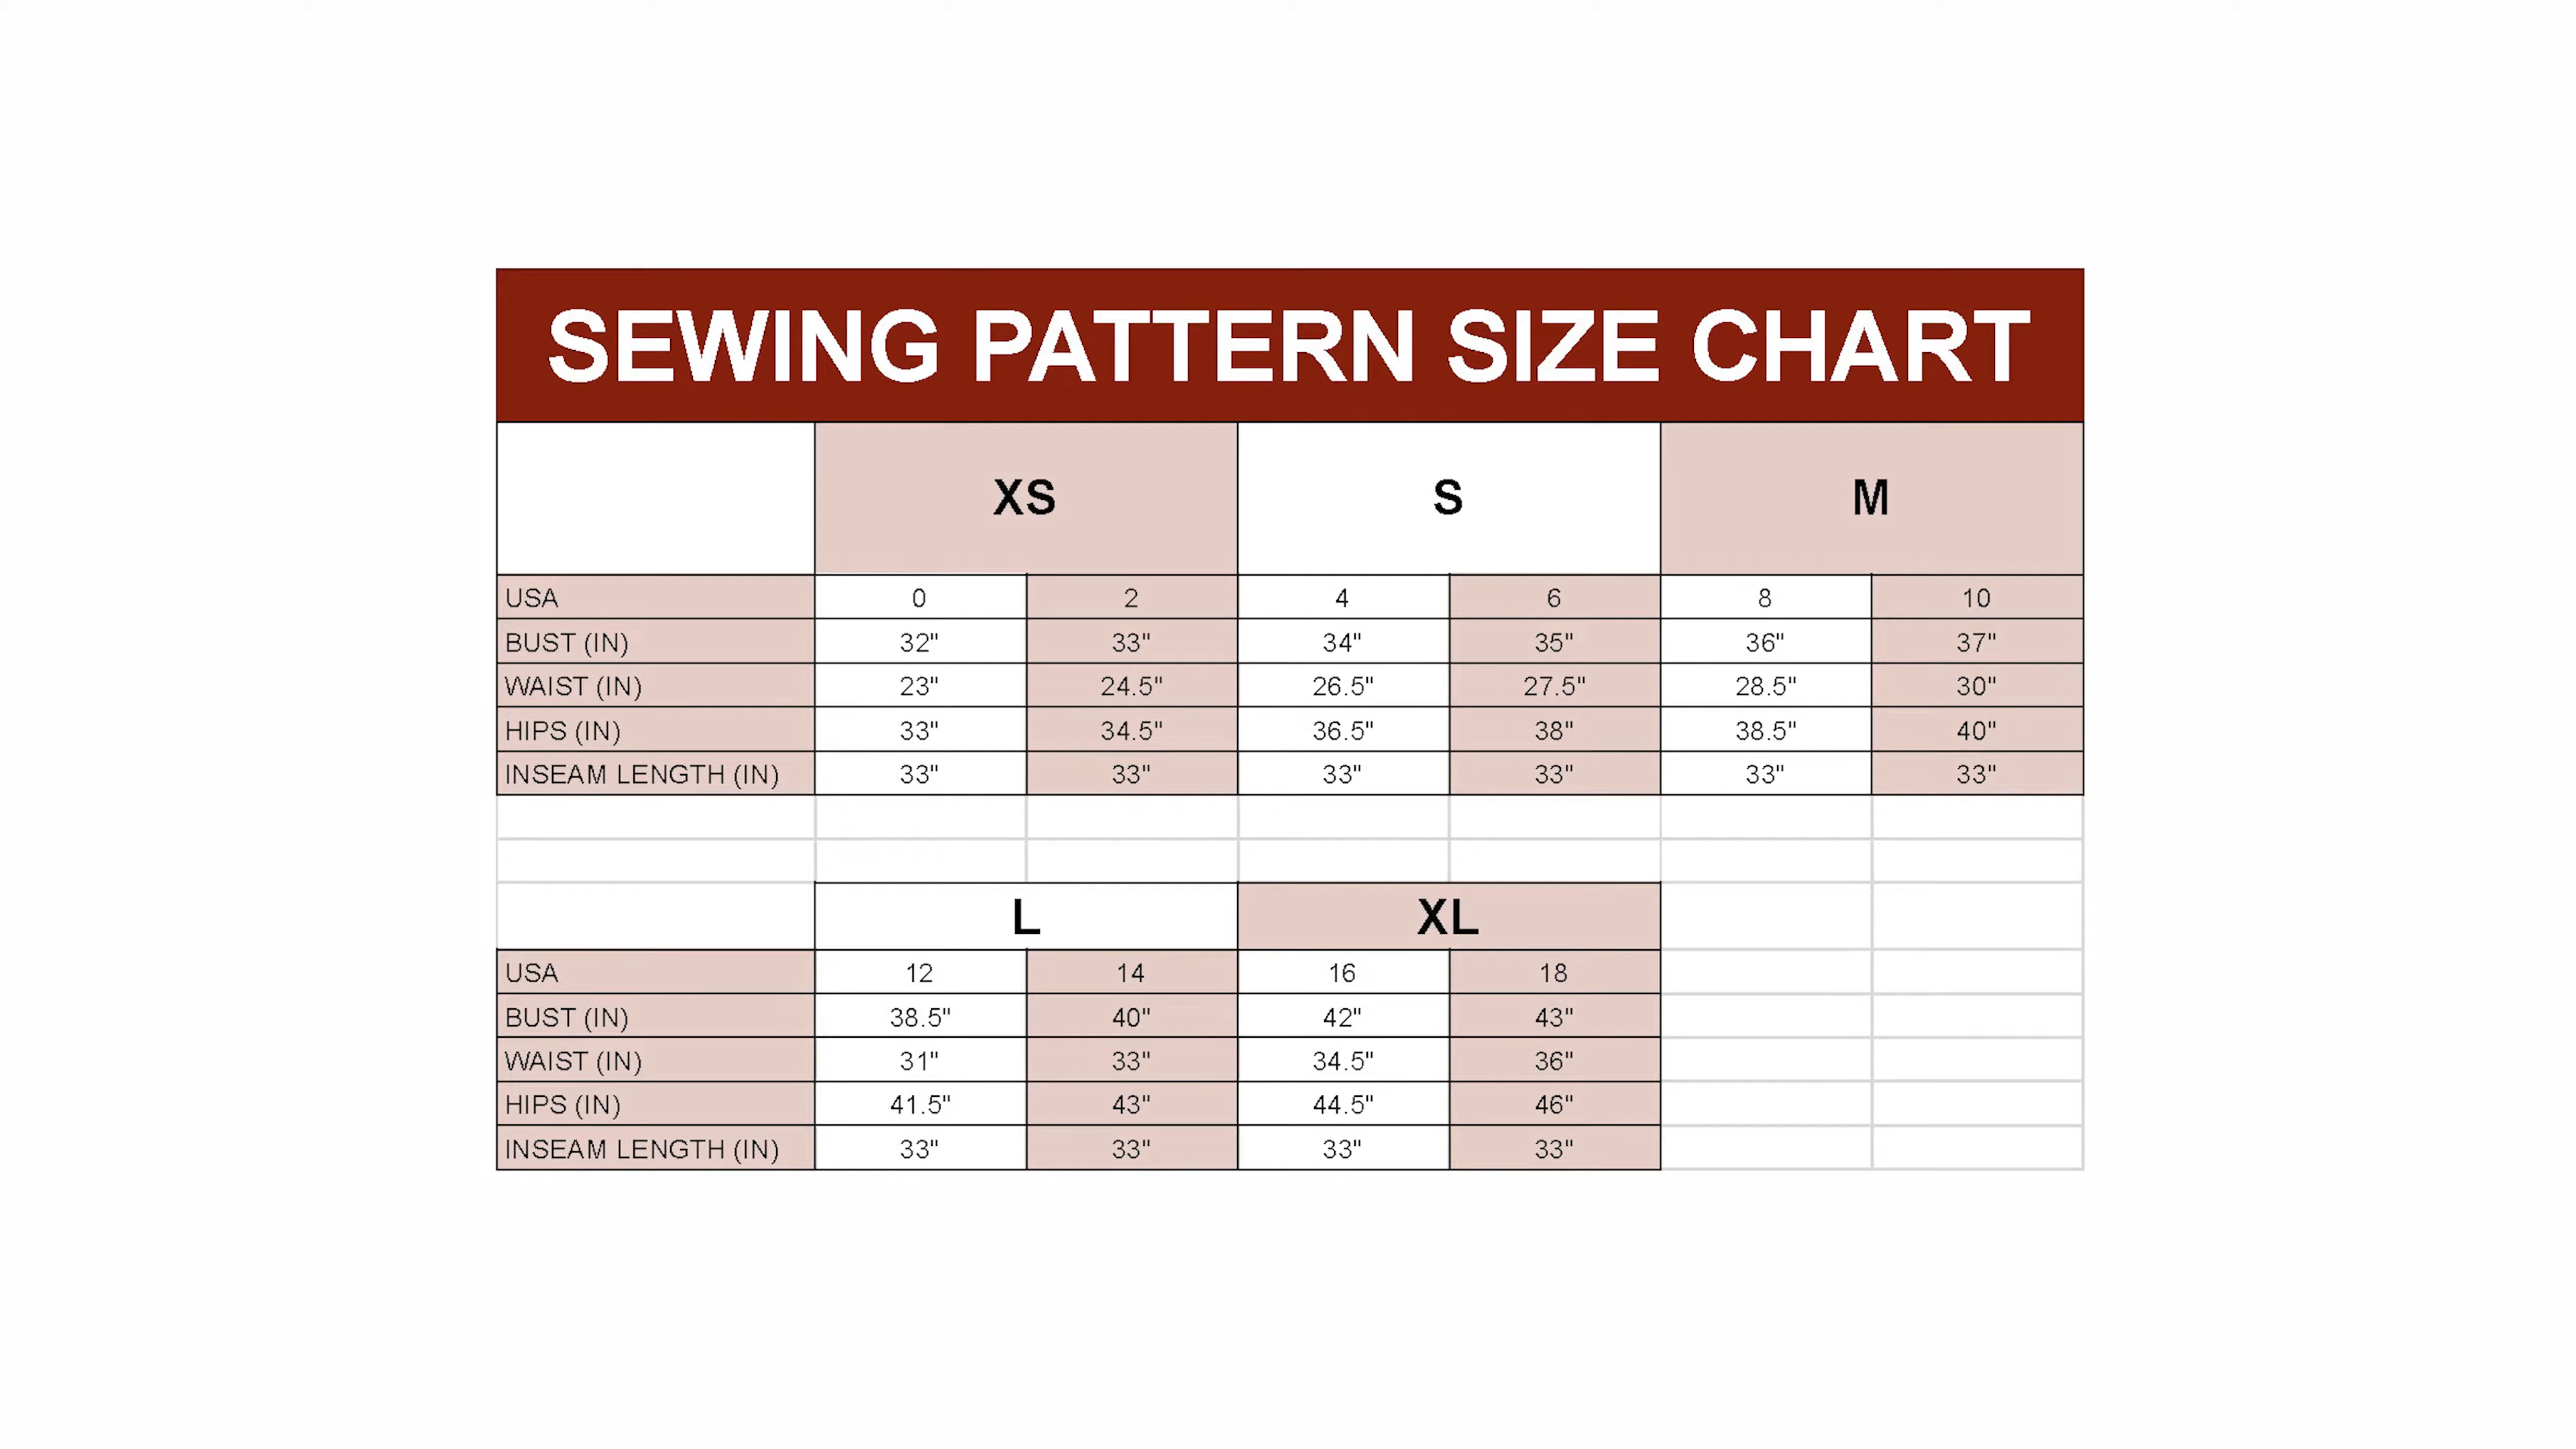 SEWING PATTERN SIZE CHART
XS S M
USA 0 2 4 6 8 10
BUST (IN) 32" 33" 34" 35" 36" 37"
WAIST (IN) 23" 24.5" 26.5" 27.5" 28.5" 30"
HIPS (IN) 33" 34.5" 36.5" 38" 38.5" 40"
INSEAM LENGTH (IN) 33" 33" 33" 33" 33" 33"
L XL
USA 12 14 16 18
BUST (IN) 38.5" 40" 42" 43"
WAIST (IN) 31" 33" 34.5" 36"
HIPS (IN) 41.5" 43" 44.5" 46"
INSEAM LENGTH (IN) 33" 33" 33" 33"